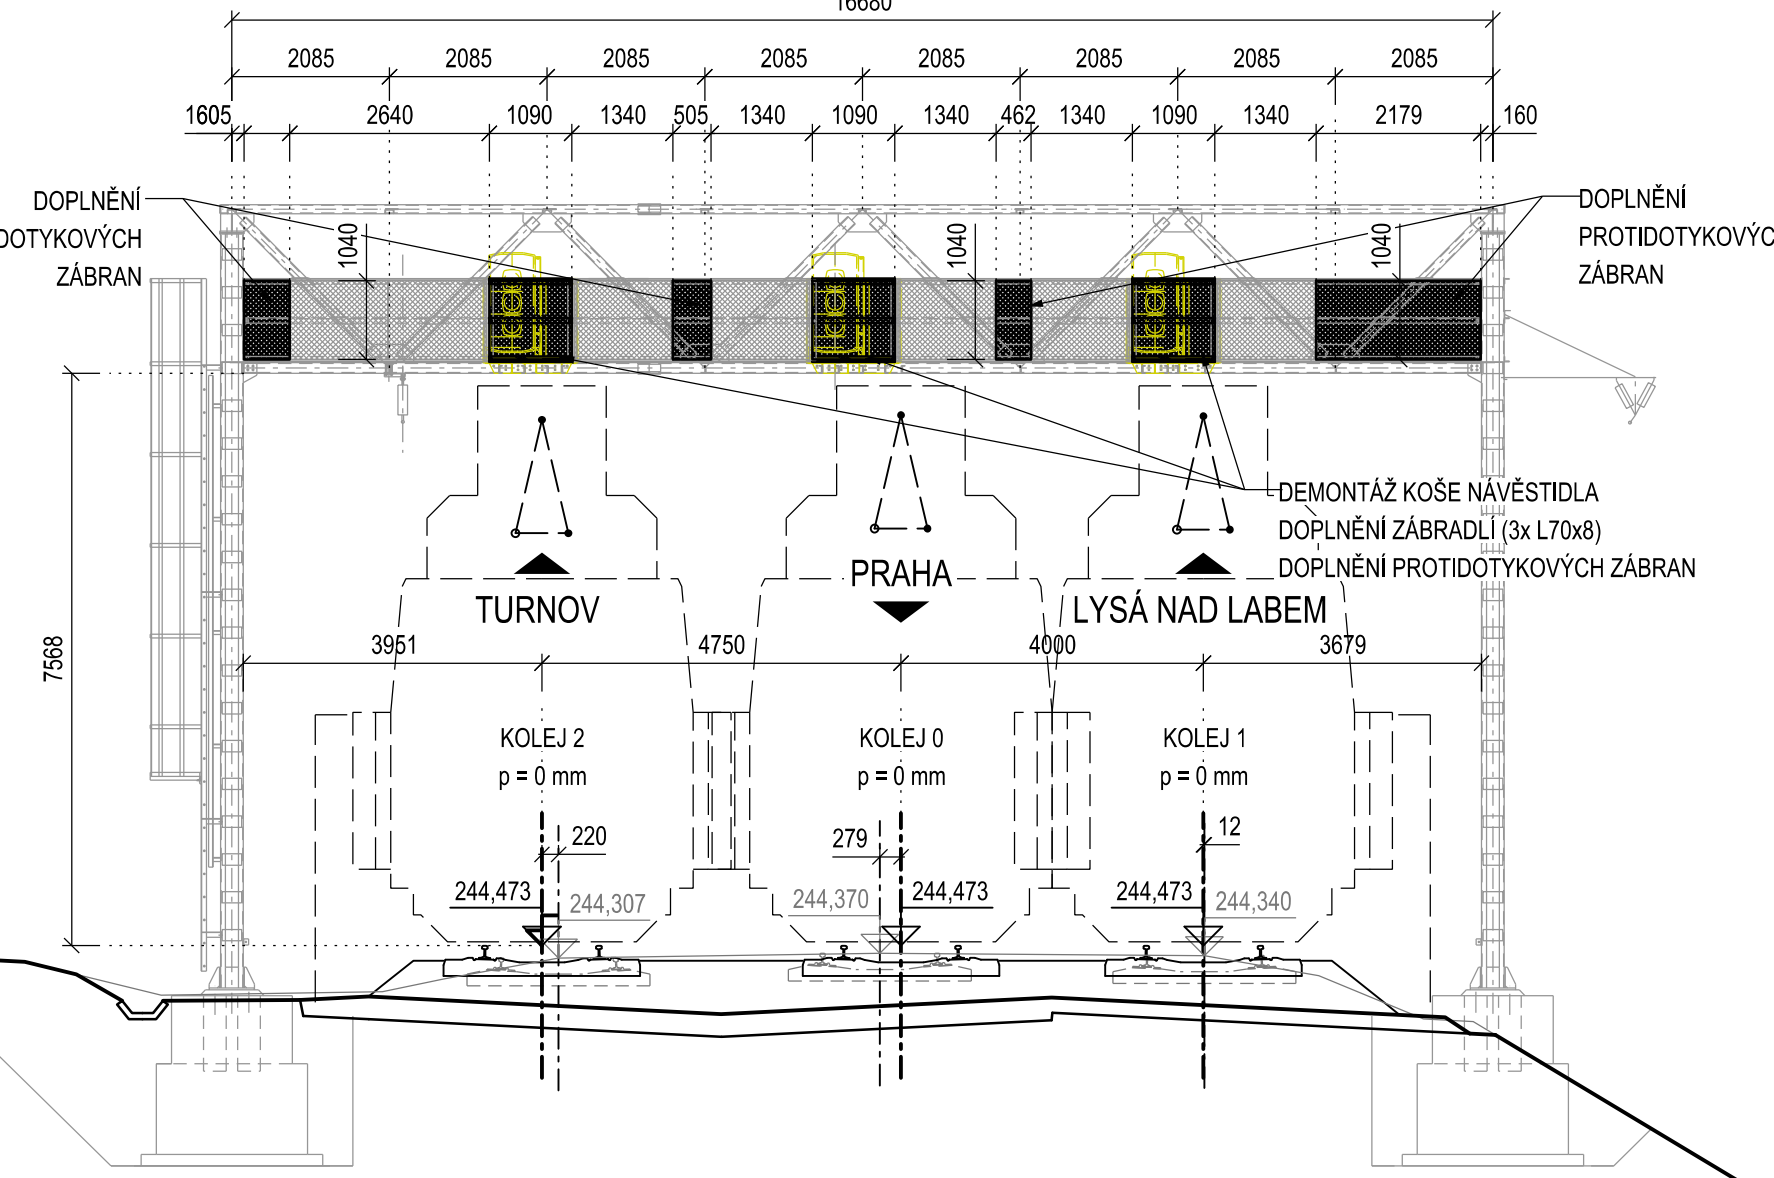 16680
2085 2085 2085 2085 2085 2085 2085 2085
1605 2640 1090 1340 505 1340 1090 1340 462 1340 1090 1340 2179 160
DOPLNĚNÍ
DOTYKOVÝCH
ZÁBRAN
1040
1040
1040
DOPLNĚNÍ
PROTIDOTYKOVÝC
ZÁBRAN
DEMONTÁŽ KOŠE NÁVĚSTIDLA
DOPLNĚNÍ ZÁBRADLÍ (3x L70x8)
DOPLNĚNÍ PROTIDOTYKOVÝCH ZÁBRAN
TURNOV
PRAHA
LYSÁ NAD LABEM
7568
3951 4750 4000 3679
KOLEJ 2
p = 0 mm
KOLEJ 0
p = 0 mm
KOLEJ 1
p = 0 mm
220
279
12
244,473 244,307
244,370 244,473
244,473 244,340